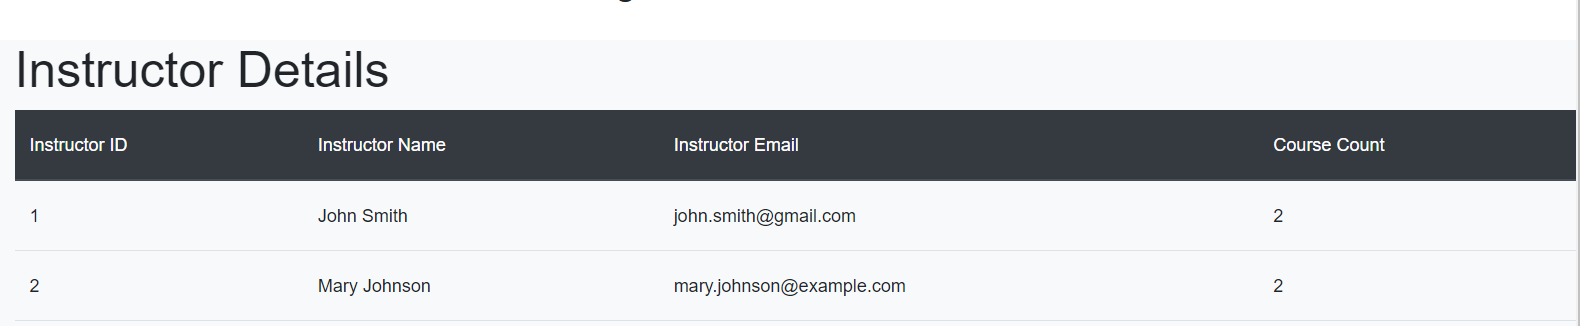 Instructor Details
Instructor ID Instructor Name Instructor Email Course Count
1 John Smith john.smith@gmail.com 2
2 Mary Johnson mary.johnson@example.com 2